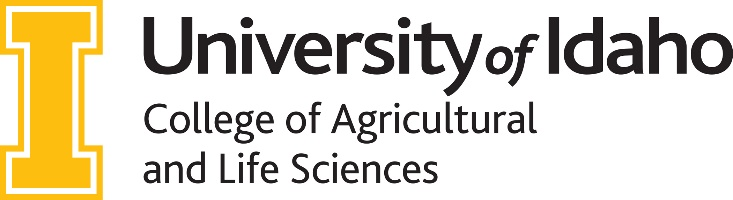 University of Idaho
College of Agricultural
and Life Sciences